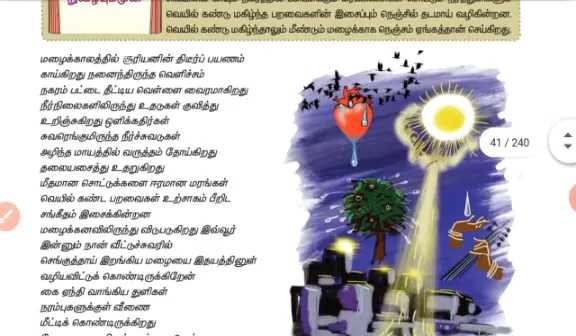 வெயில் கண்டு மகிழ்ந்த பறவைகளின் இசைப்பும் நெஞ்சில் தடமாய் வழிகின்றன.
வெயில் கண்டு மகிழ்ந்தாலும் மீண்டும் மழைக்காக நெஞ்சம் ஏங்கத்தான் செய்கிறது.
மழைக்காலத்தில் சூரியனின் திடீர்ப் பயணம்
காய்கிறது நனைந்திருந்த வெளிச்சம்
நகரம் பட்டை தீட்டிய வெள்ளை வைரமாகிறது
நீர்நிலைகளிலிருந்து உதடுகள் குவித்து
உறிஞ்சுகிறது ஒளிக்கதிர்கள்
சுவரெங்குமிருந்த நீர்ச்சுவடுகள்
அழிந்த மாயத்தில் வருத்தம் தோய்கிறது
தலையசைத்து உதறுகிறது
மீதமான சொட்டுக்களை ஈரமான மரங்கள்
வெயில் கண்ட பறவைகள் உற்சாகம் பீறிட
சங்கீதம் இசைக்கின்றன
மழைக்கனவிலிருந்து விடுபடுகிறது இவ்வூர்
இன்னும் நான் வீட்டுச்சுவரில்
செங்குத்தாய் இறங்கிய மழையை இதயத்தினுள்
வழியவிட்டுக் கொண்டிருக்கிறேன்
கை ஏந்தி வாங்கிய துளிகள்
நரம்புகளுக்குள் வீணை
மீட்டிக் கொண்டிருக்கிறது
41 / 240